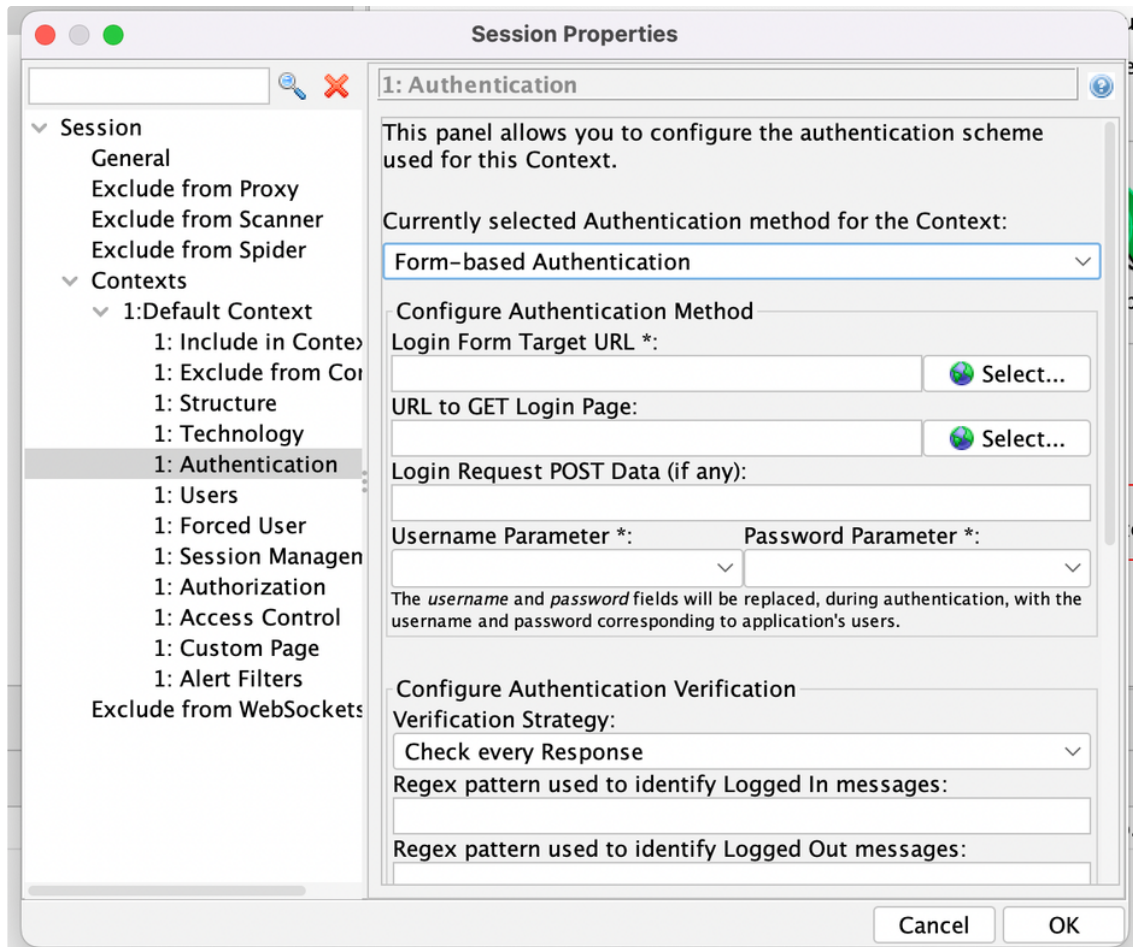 Session Properties
1: Authentication
Session
General
Exclude from Proxy
Exclude from Scanner
Exclude from Spider
Contexts
1:Default Context
1: Include in Contex
1: Exclude from Con
1: Structure
1: Technology
1: Authentication
1: Users
1: Forced User
1: Session Managem
1: Authorization
1: Access Control
1: Custom Page
1: Alert Filters
Exclude from WebSockets
This panel allows you to configure the authentication scheme
used for this Context.
Currently selected Authentication method for the Context:
Form-based Authentication
Configure Authentication Method
Login Form Target URL *:
Select...
URL to GET Login Page:
Select...
Login Request POST Data (if any):
Username Parameter *: Password Parameter *:
The username and password fields will be replaced, during authentication, with the
username and password corresponding to application's users.
Configure Authentication Verification
Verification Strategy:
Check every Response
Regex pattern used to identify Logged In messages:
Regex pattern used to identify Logged Out messages:
Cancel OK